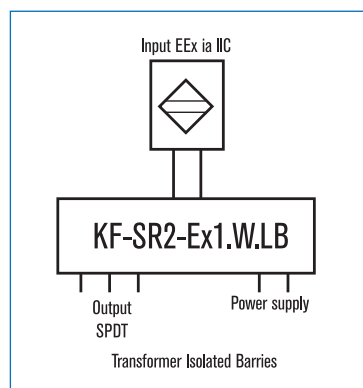 Input EEx ia IIC
KF-SR2-Ex1.W.LB
Output
SPDT
Power supply
Transformer Isolated Barries